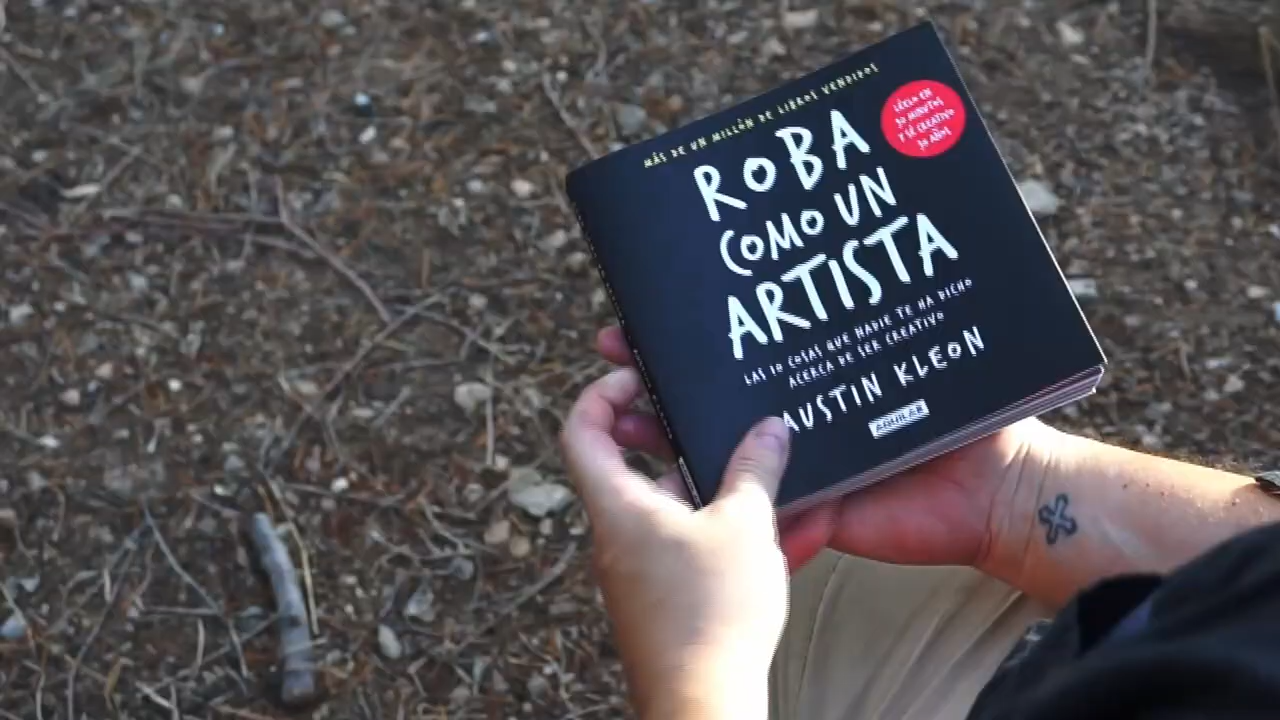 MÁS DE UN MILLÓN DE LIBROS VENDIDOS
LÉELO EN
30 MINUTOS
Y SÉ CREATIVO
30 AÑOS
ROBA
COMO UN
ARTISTA
LAS 10 COSAS QUE NADIE TE HA DICHO
ACERCA DE SER CREATIVO
AUSTIN KLEON
AGUILAR